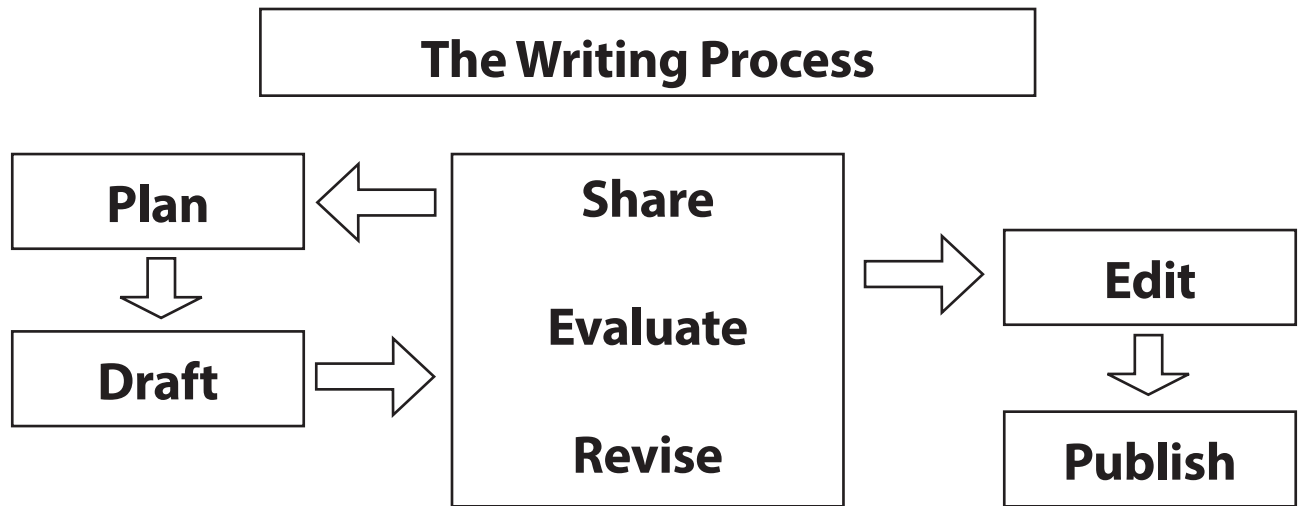 The Writing Process
Plan
Draft
Share
Evaluate
Revise
Edit
Publish